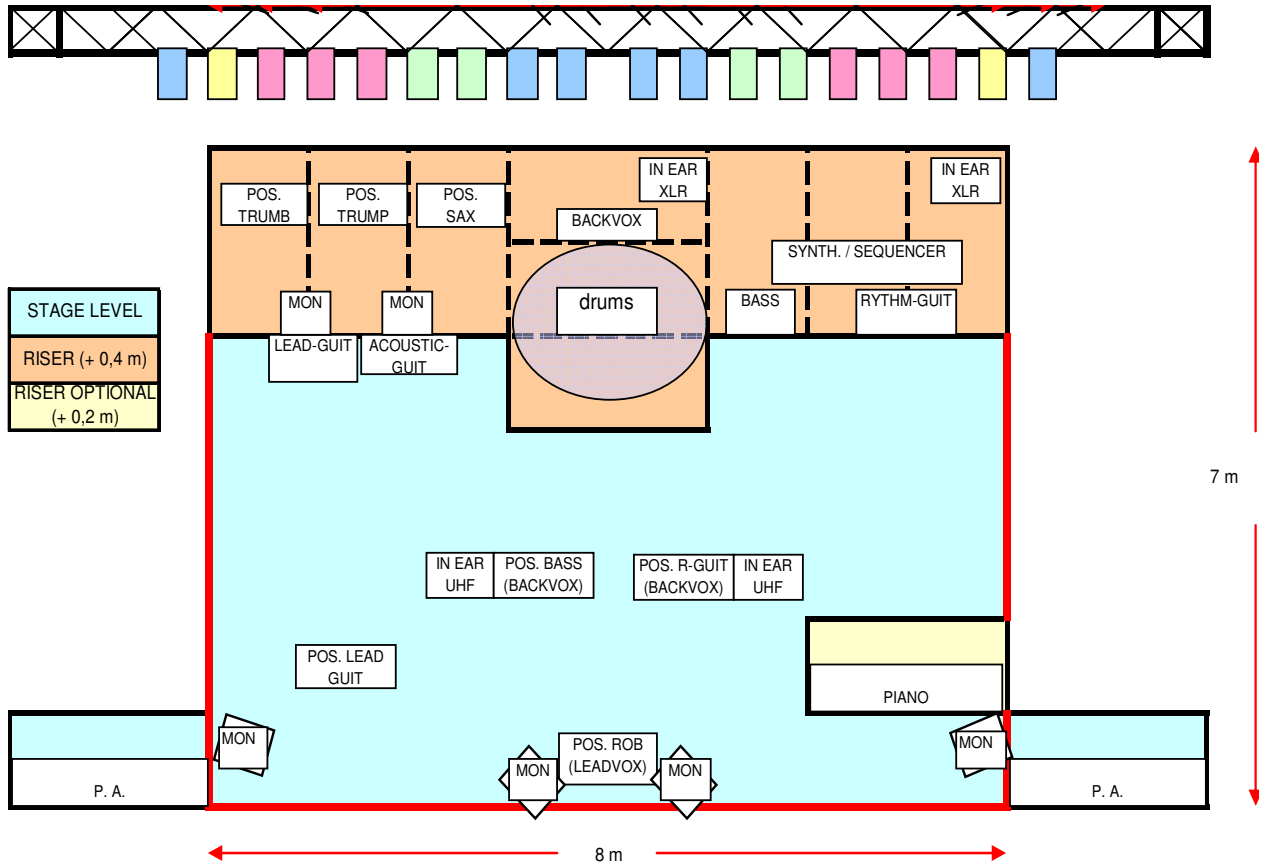 IN EAR
XLR
IN EAR
XLR
POS.
TRUMB
POS.
TRUMP
POS.
SAX
BACKVOX
SYNTH. / SEQUENCER
MON
MON
drums
BASS
RYTHM-GUIT
STAGE LEVEL
RISER (+ 0,4 m)
RISER OPTIONAL
(+ 0,2 m)
LEAD-GUIT
ACOUSTIC-
GUIT
7 m
IN EAR
UHF
POS. BASS
(BACKVOX)
POS. R-GUIT
(BACKVOX)
IN EAR
UHF
POS. LEAD
GUIT
PIANO
MON
POS. ROB
(LEADVOX)
MON
MON
MON
P. A.
P. A.
8 m